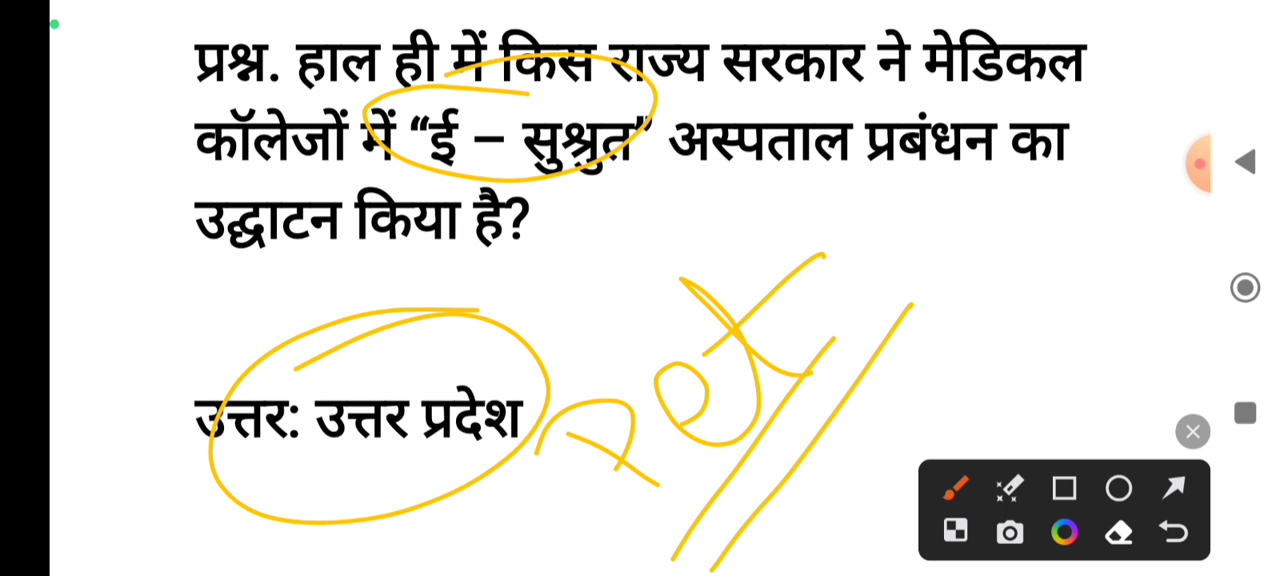 प्रश्न. हाल ही में किस राज्य सरकार ने मेडिकल
कॉलेजों में “ई – सुश्रुत” अस्पताल प्रबंधन का
उद्घाटन किया है?
उत्तर: उत्तर प्रदेश